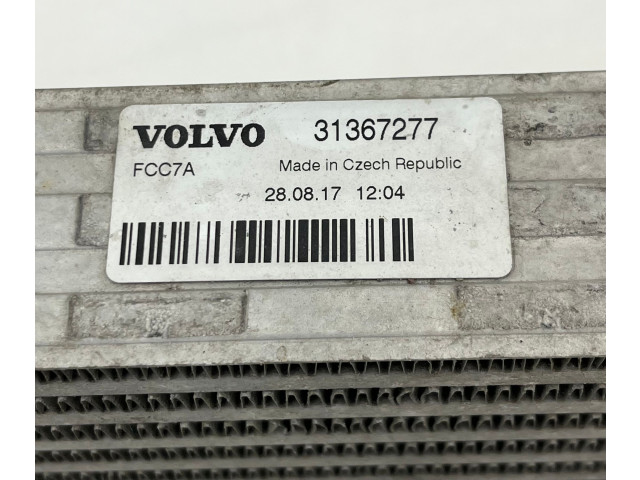 VOLVO 31367277
FCC7A Made in Czech Republic
28.08.17 12:04